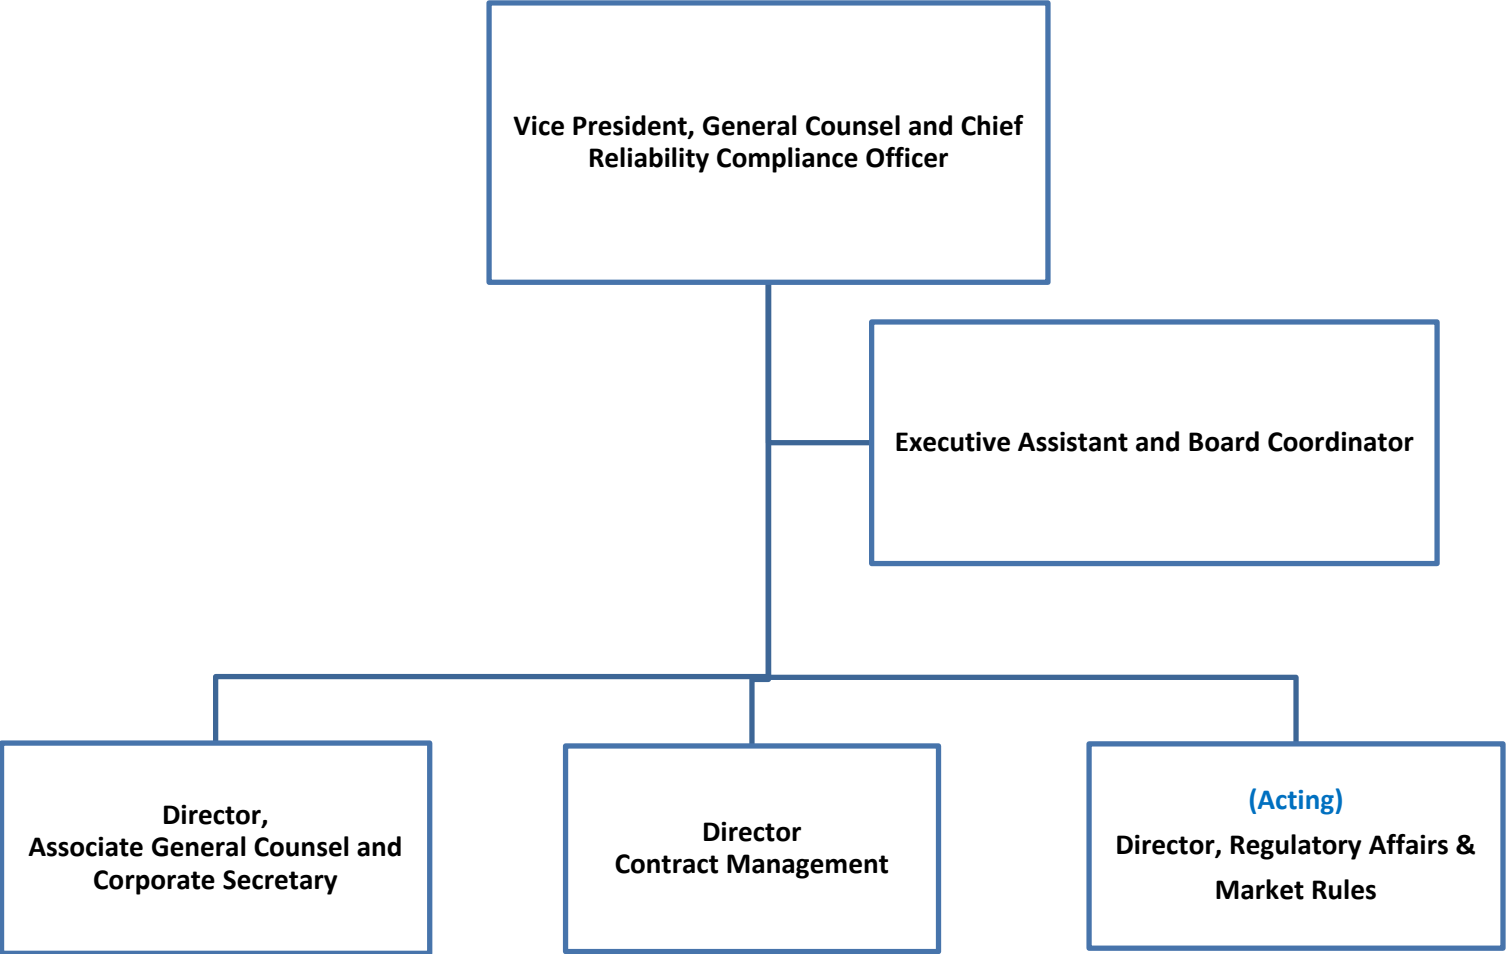 Vice President, General Counsel and Chief
Reliability Compliance Officer
Executive Assistant and Board Coordinator
Director,
Associate General Counsel and
Corporate Secretary
Director
Contract Management
(Acting)
Director, Regulatory Affairs &
Market Rules